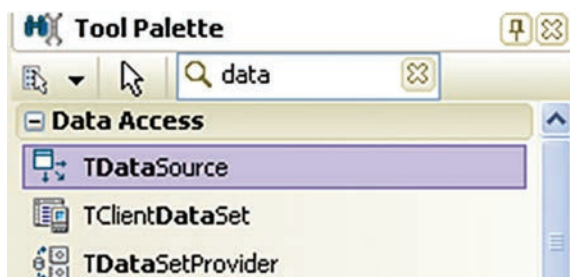 Tool Palette
data
Data Access
TDataSource
TClientDataSet
TDataSetProvider